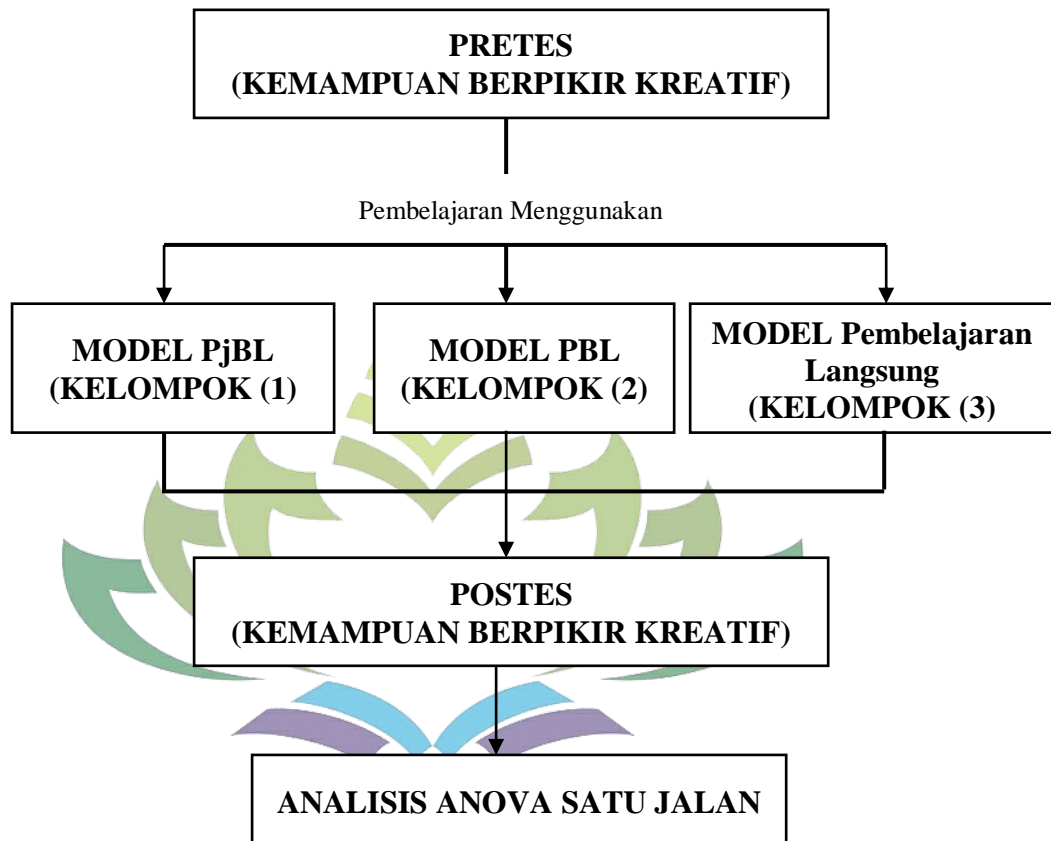 PRETES
(KEMAMPUAN BERPIKIR KREATIF)
Pembelajaran Menggunakan
MODEL PjBL
(KELOMPOK (1)
MODEL PBL
(KELOMPOK (2)
MODEL Pembelajaran
Langsung
(KELOMPOK (3)
POSTES
(KEMAMPUAN BERPIKIR KREATIF)
ANALISIS ANOVA SATU JALAN